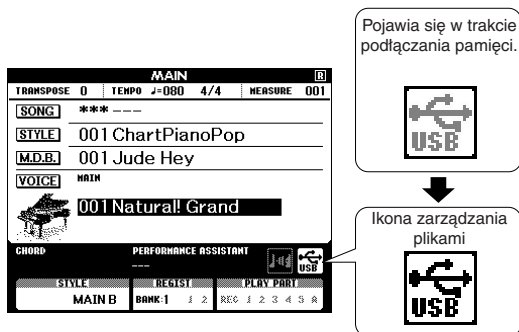 MAIN R
TRANSPOSE 0 TEMPO ♩=080 4/4 MEASURE 001
SONG *** ---
STYLE 001 ChartPianoPop
M.D.B. 001 Jude Hey
VOICE MAIN
001 Natural! Grand
CHORD PERFORMANCE ASSISTANT
---
USB
STYLE REGIST PLAY PART
MAIN B BANK:1 1 2 REC 1 2 3 4 5 A
Pojawia się w trakcie
podłączania pamięci.
USB
Ikona zarządzania
plikami
USB